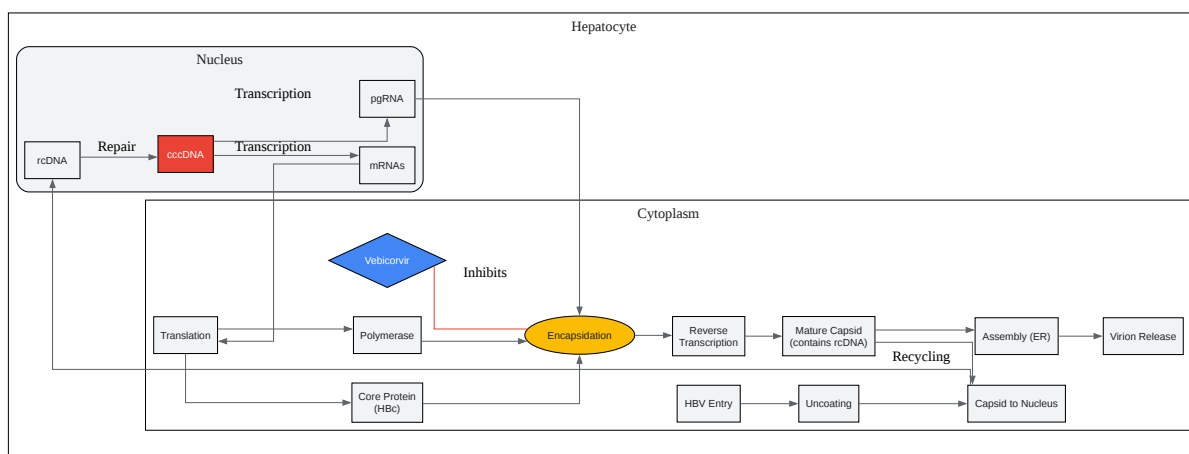 Hepatocyte
Nucleus
Transcription
pgRNA
Repair
cccDNA
Transcription
rcDNA
mRNAs
Cytoplasm
Vebicorvir
Inhibits
Translation
Polymerase
Encapsidation
Reverse
Transcription
Mature Capsid
(contains rcDNA)
Assembly (ER)
Virion Release
Recycling
Core Protein
(HBc)
HBV Entry
Uncoating
Capsid to Nucleus